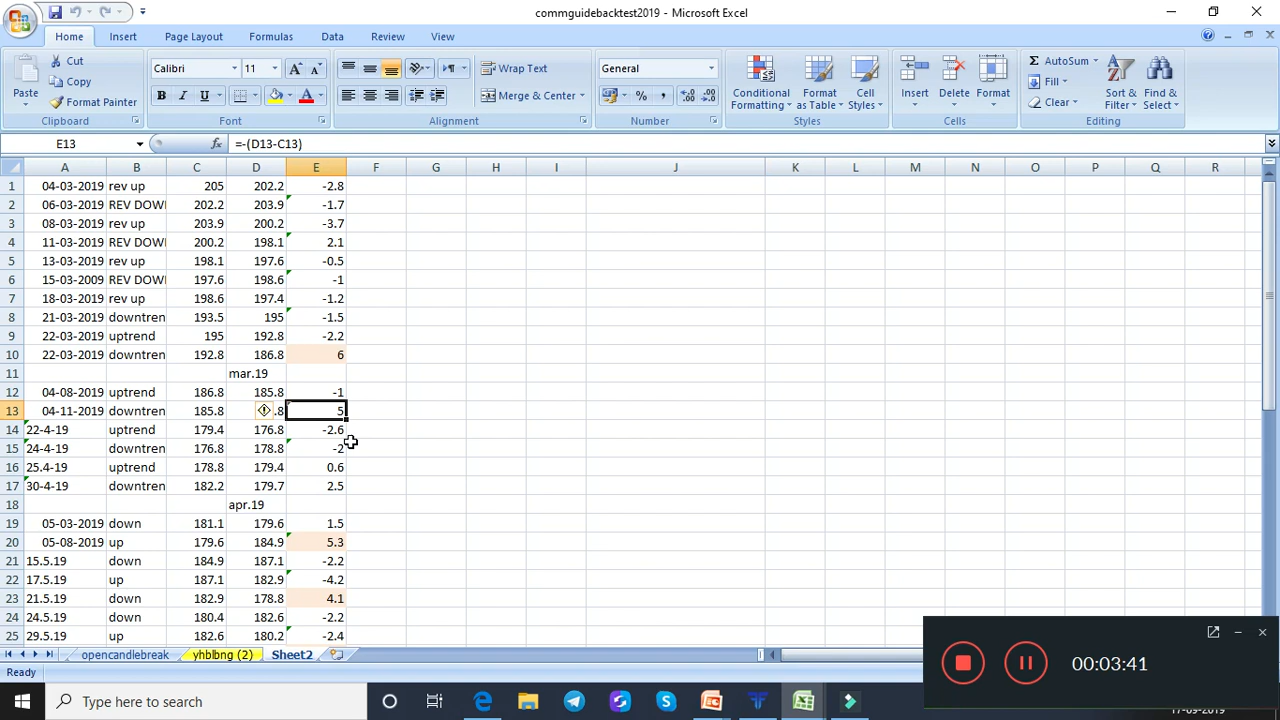 commguidebacktest2019 - Microsoft Excel
Home Insert Page Layout Formulas Data Review View
Paste Cut Copy Format Painter Clipboard
Calibri 11 A A B I U A Font
Wrap Text Merge & Center Alignment
General % , Number
Conditional Formatting Format as Table Cell Styles Styles
Insert Delete Format Cells
Σ AutoSum Fill Clear Sort & Filter Find & Select Editing
E13 fx =-(D13-C13)
A B C D E F G H I J K L M N O P Q R
1 04-03-2019 rev up 205 202.2 -2.8
2 06-03-2019 REV DOW 202.2 203.9 -1.7
3 08-03-2019 rev up 203.9 200.2 -3.7
4 11-03-2019 REV DOW 200.2 198.1 2.1
5 13-03-2019 rev up 198.1 197.6 -0.5
6 15-03-2009 REV DOW 197.6 198.6 -1
7 18-03-2019 rev up 198.6 197.4 -1.2
8 21-03-2019 downtren 193.5 195 -1.5
9 22-03-2019 uptrend 195 192.8 -2.2
10 22-03-2019 downtren 192.8 186.8 6
11 mar.19
12 04-08-2019 uptrend 186.8 185.8 -1
13 04-11-2019 downtren 185.8 .8 5
14 22-4-19 uptrend 179.4 176.8 -2.6
15 24-4-19 downtren 176.8 178.8 -2
16 25.4-19 uptrend 178.8 179.4 0.6
17 30-4-19 downtren 182.2 179.7 2.5
18 apr.19
19 05-03-2019 down 181.1 179.6 1.5
20 05-08-2019 up 179.6 184.9 5.3
21 15.5.19 down 184.9 187.1 -2.2
22 17.5.19 up 187.1 182.9 -4.2
23 21.5.19 down 182.9 178.8 4.1
24 24.5.19 down 180.4 182.6 -2.2
25 29.5.19 up 182.6 180.2 -2.4
opencandlebreak yhblbng (2) Sheet2
Ready
00:03:41
Type here to search
17-09-2019